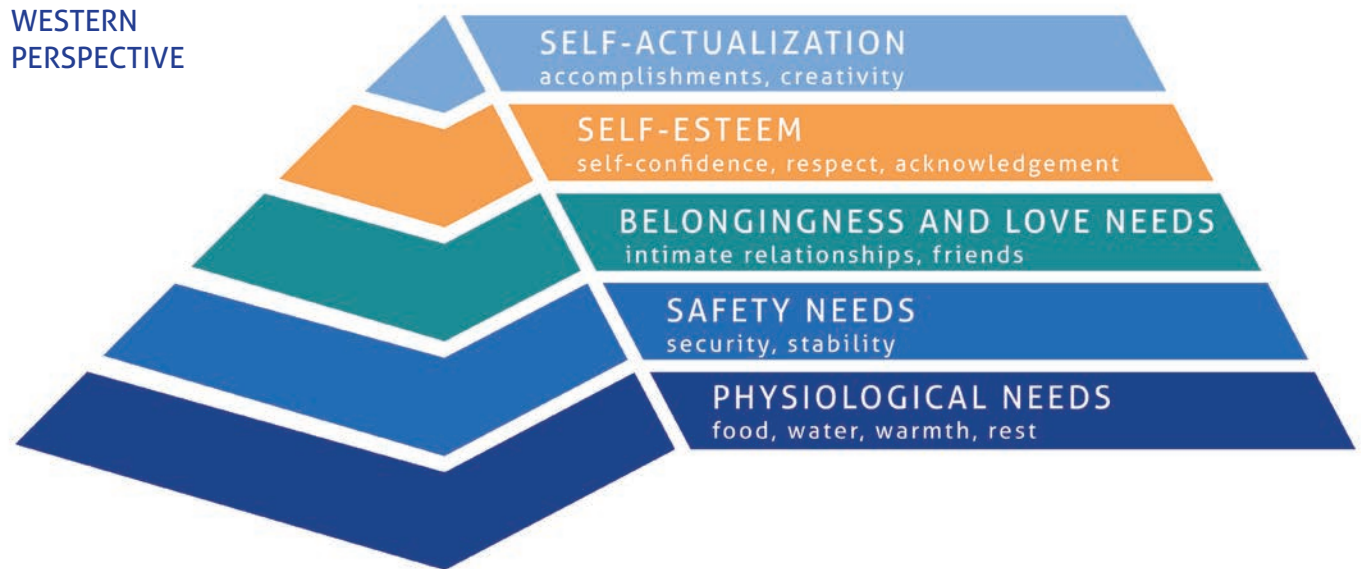 WESTERN
PERSPECTIVE
SELF-ACTUALIZATION
accomplishments, creativity
SELF-ESTEEM
self-confidence, respect, acknowledgement
BELONGINGNESS AND LOVE NEEDS
intimate relationships, friends
SAFETY NEEDS
security, stability
PHYSIOLOGICAL NEEDS
food, water, warmth, rest